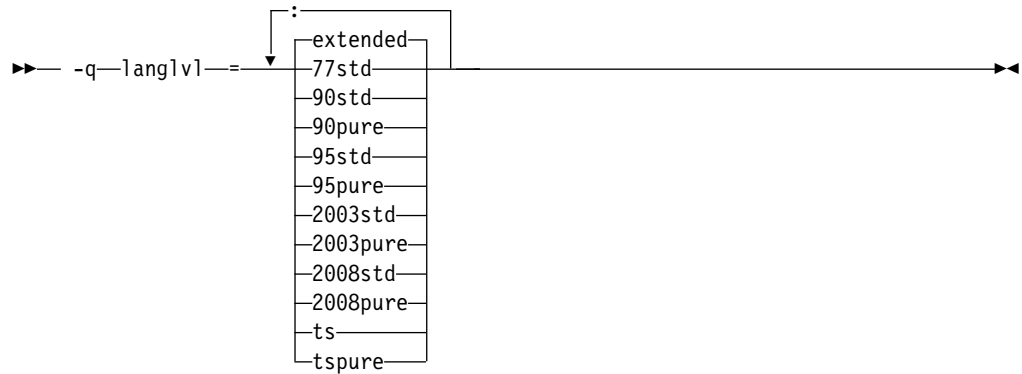 :
extended
-q langlvl = 77std
90std
90pure
95std
95pure
2003std
2003pure
2008std
2008pure
ts
tspure